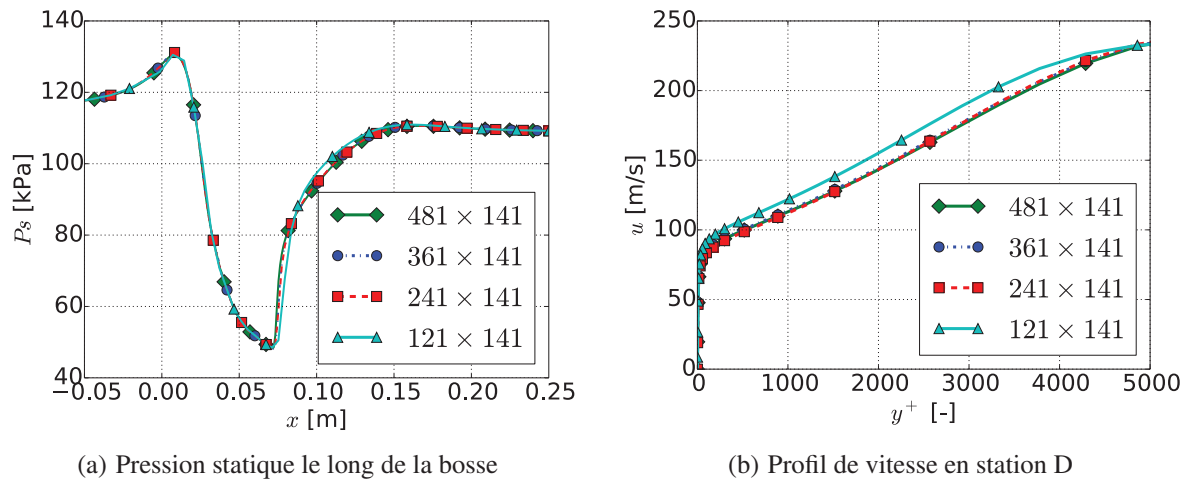 140
120
100
80
60
40
Ps [kPa]
−0.05 0.00 0.05 0.10 0.15 0.20 0.25
x [m]
481 × 141
361 × 141
241 × 141
121 × 141
(a) Pression statique le long de la bosse
250
200
150
100
50
0
u [m/s]
0 1000 2000 3000 4000 5000
y⁺ [-]
481 × 141
361 × 141
241 × 141
121 × 141
(b) Profil de vitesse en station D